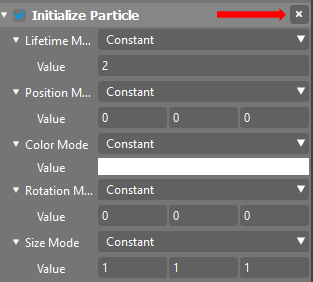 Initialize Particle
Lifetime M... Constant
Value 2
Position M... Constant
Value 0 0 0
Color Mode Constant
Value
Rotation M... Constant
Value 0 0 0
Size Mode Constant
Value 1 1 1